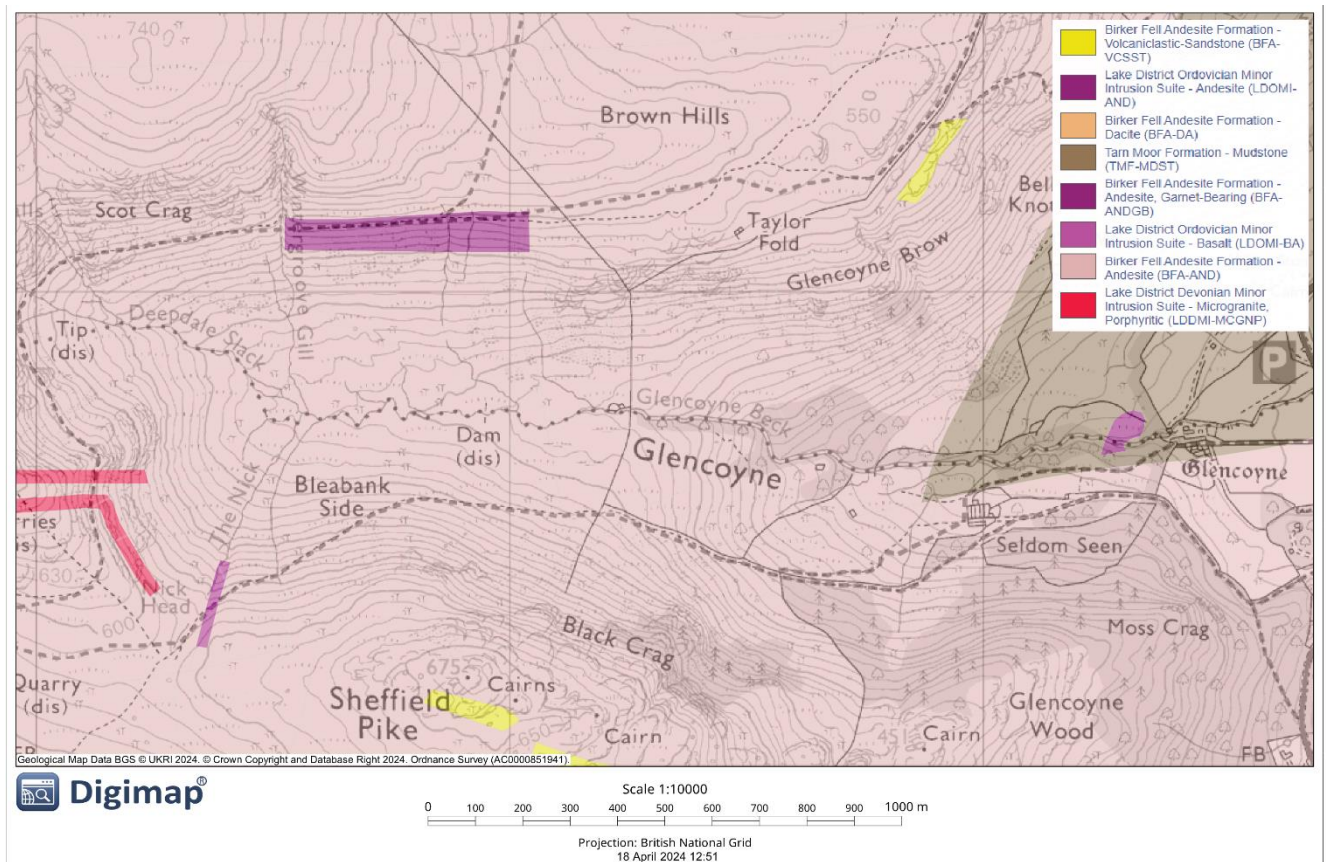 740
Birker Fell Andesite Formation -
Volcaniclastic-Sandstone (BFA-
VCSST)
Lake District Ordovician Minor
Intrusion Suite - Andesite (LDOMI-
AND)
Birker Fell Andesite Formation -
Dacite (BFA-DA)
Tarn Moor Formation - Mudstone
(TMF-MDST)
Birker Fell Andesite Formation -
Andesite, Garnet-Bearing (BFA-
ANDGB)
Lake District Ordovician Minor
Intrusion Suite - Basalt (LDOMI-BA)
Birker Fell Andesite Formation -
Andesite (BFA-AND)
Lake District Devonian Minor
Intrusion Suite - Microgranite,
Porphyritic (LDDMI-MCGNP)
Brown Hills
550
Scot Crag
Wintergrove Gill
Taylor
Fold
Glencoyne Brow
Tip
(dis)
Deepdale Slack
P
Glencoyne Beck
Dam
(dis)
Glencoyne
Glencoyne
Bleabank
Side
The Nick
Seldom Seen
630
Nick
Head
600
Black Crag
Moss Crag
675
Cairns
Quarry
(dis)
Sheffield
Pike
650
Cairn
Cairn
Glencoyne
Wood
FB
Geological Map Data BGS © UKRI 2024. © Crown Copyright and Database Right 2024. Ordnance Survey (AC0000851941).
Digimap®
Scale 1:10000
0 100 200 300 400 500 600 700 800 900 1000 m
Projection: British National Grid
18 April 2024 12:51